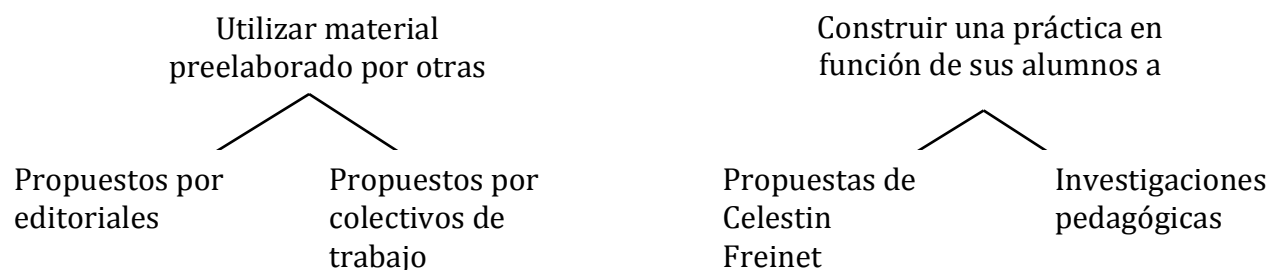 Utilizar material
preelaborado por otras
Construir una práctica en
función de sus alumnos a
Propuestos por
editoriales
Propuestos por
colectivos de
trabajo
Propuestas de
Celestin
Freinet
Investigaciones
pedagógicas